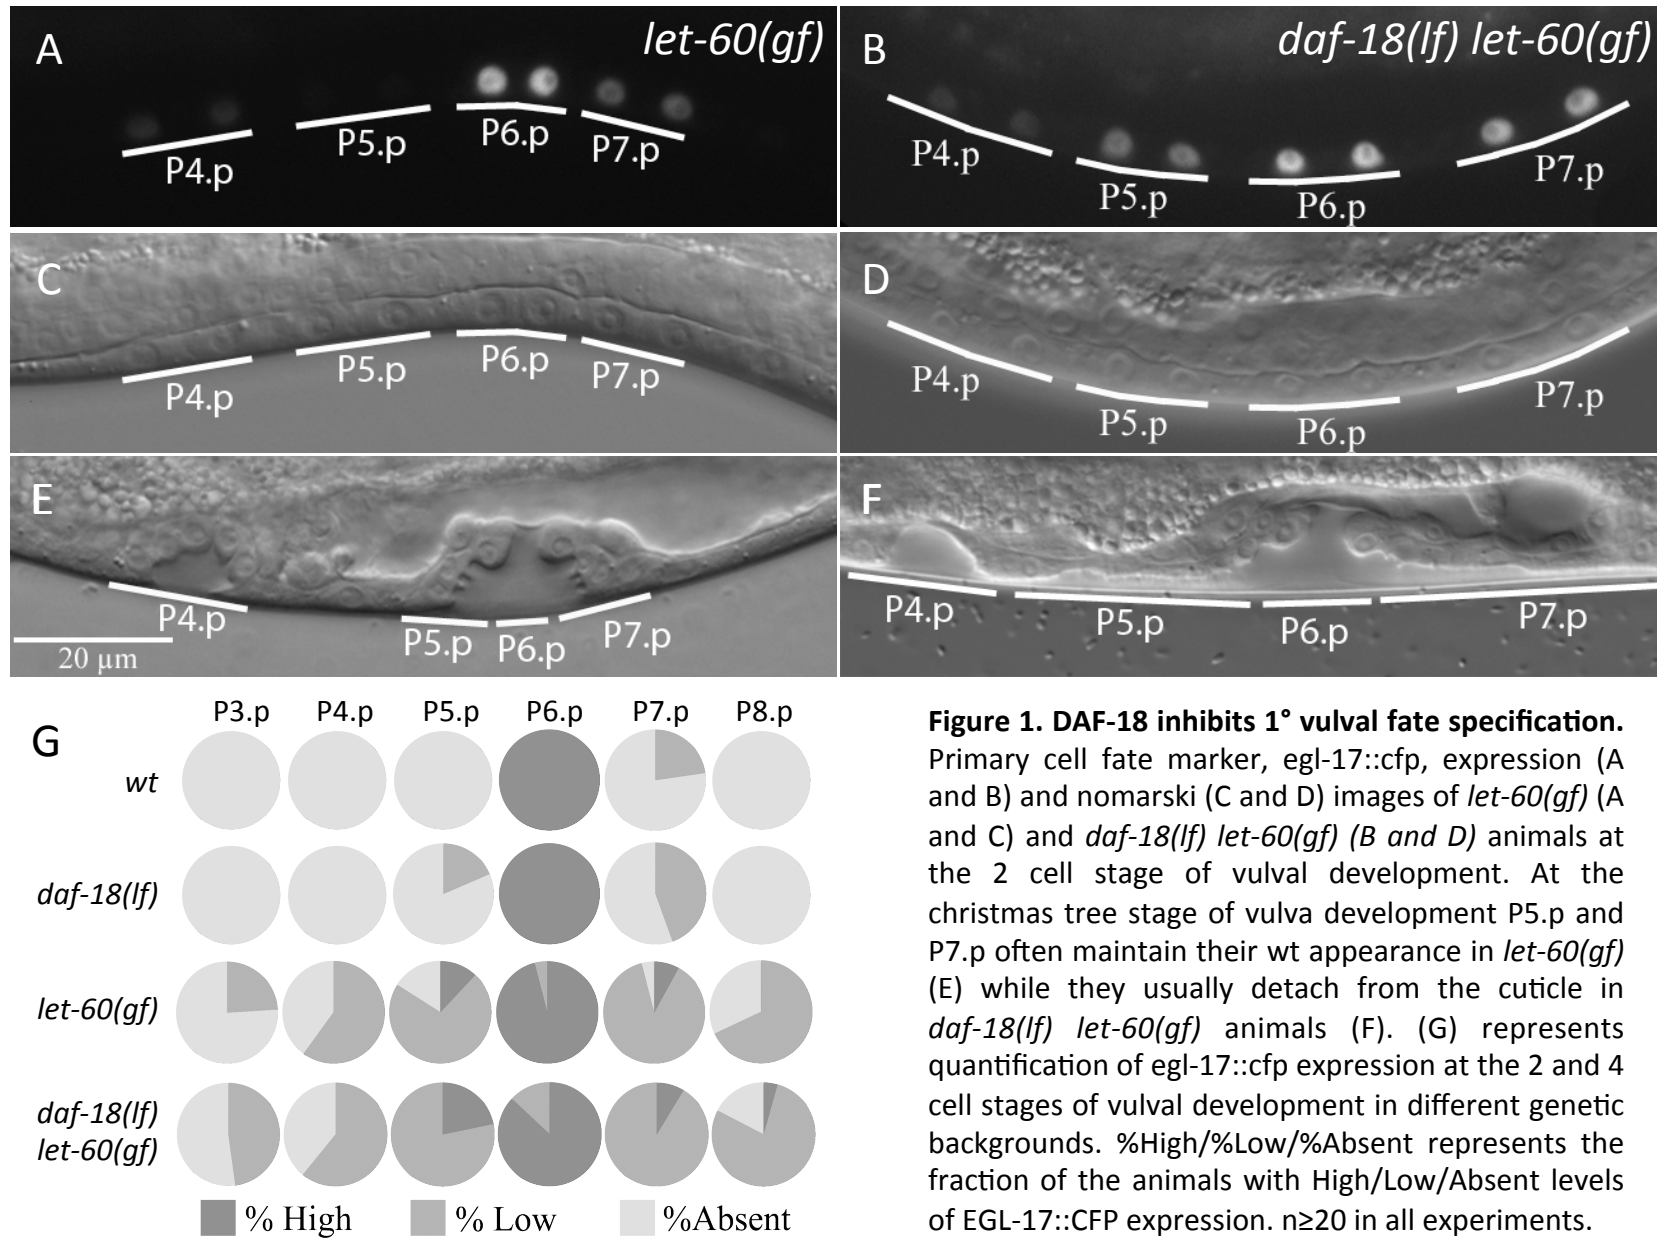 A
let-60(gf)
P4.p
P5.p
P6.p
P7.p
B
daf-18(lf) let-60(gf)
P4.p
P5.p
P6.p
P7.p
C
P4.p
P5.p
P6.p
P7.p
D
P4.p
P5.p
P6.p
P7.p
E
P4.p
P5.p
P6.p
P7.p
20 µm
F
P4.p
P5.p
P6.p
P7.p
G
P3.p P4.p P5.p P6.p P7.p P8.p
wt
daf-18(lf)
let-60(gf)
daf-18(lf)
let-60(gf)
% High % Low %Absent
Figure 1. DAF-18 inhibits 1° vulval fate specification.
Primary cell fate marker, egl-17::cfp, expression (A
and B) and nomarski (C and D) images of let-60(gf) (A
and C) and daf-18(lf) let-60(gf) (B and D) animals at
the 2 cell stage of vulval development. At the
christmas tree stage of vulva development P5.p and
P7.p often maintain their wt appearance in let-60(gf)
(E) while they usually detach from the cuticle in
daf-18(lf) let-60(gf) animals (F). (G) represents
quantification of egl-17::cfp expression at the 2 and 4
cell stages of vulval development in different genetic
backgrounds. %High/%Low/%Absent represents the
fraction of the animals with High/Low/Absent levels
of EGL-17::CFP expression. n≥20 in all experiments.